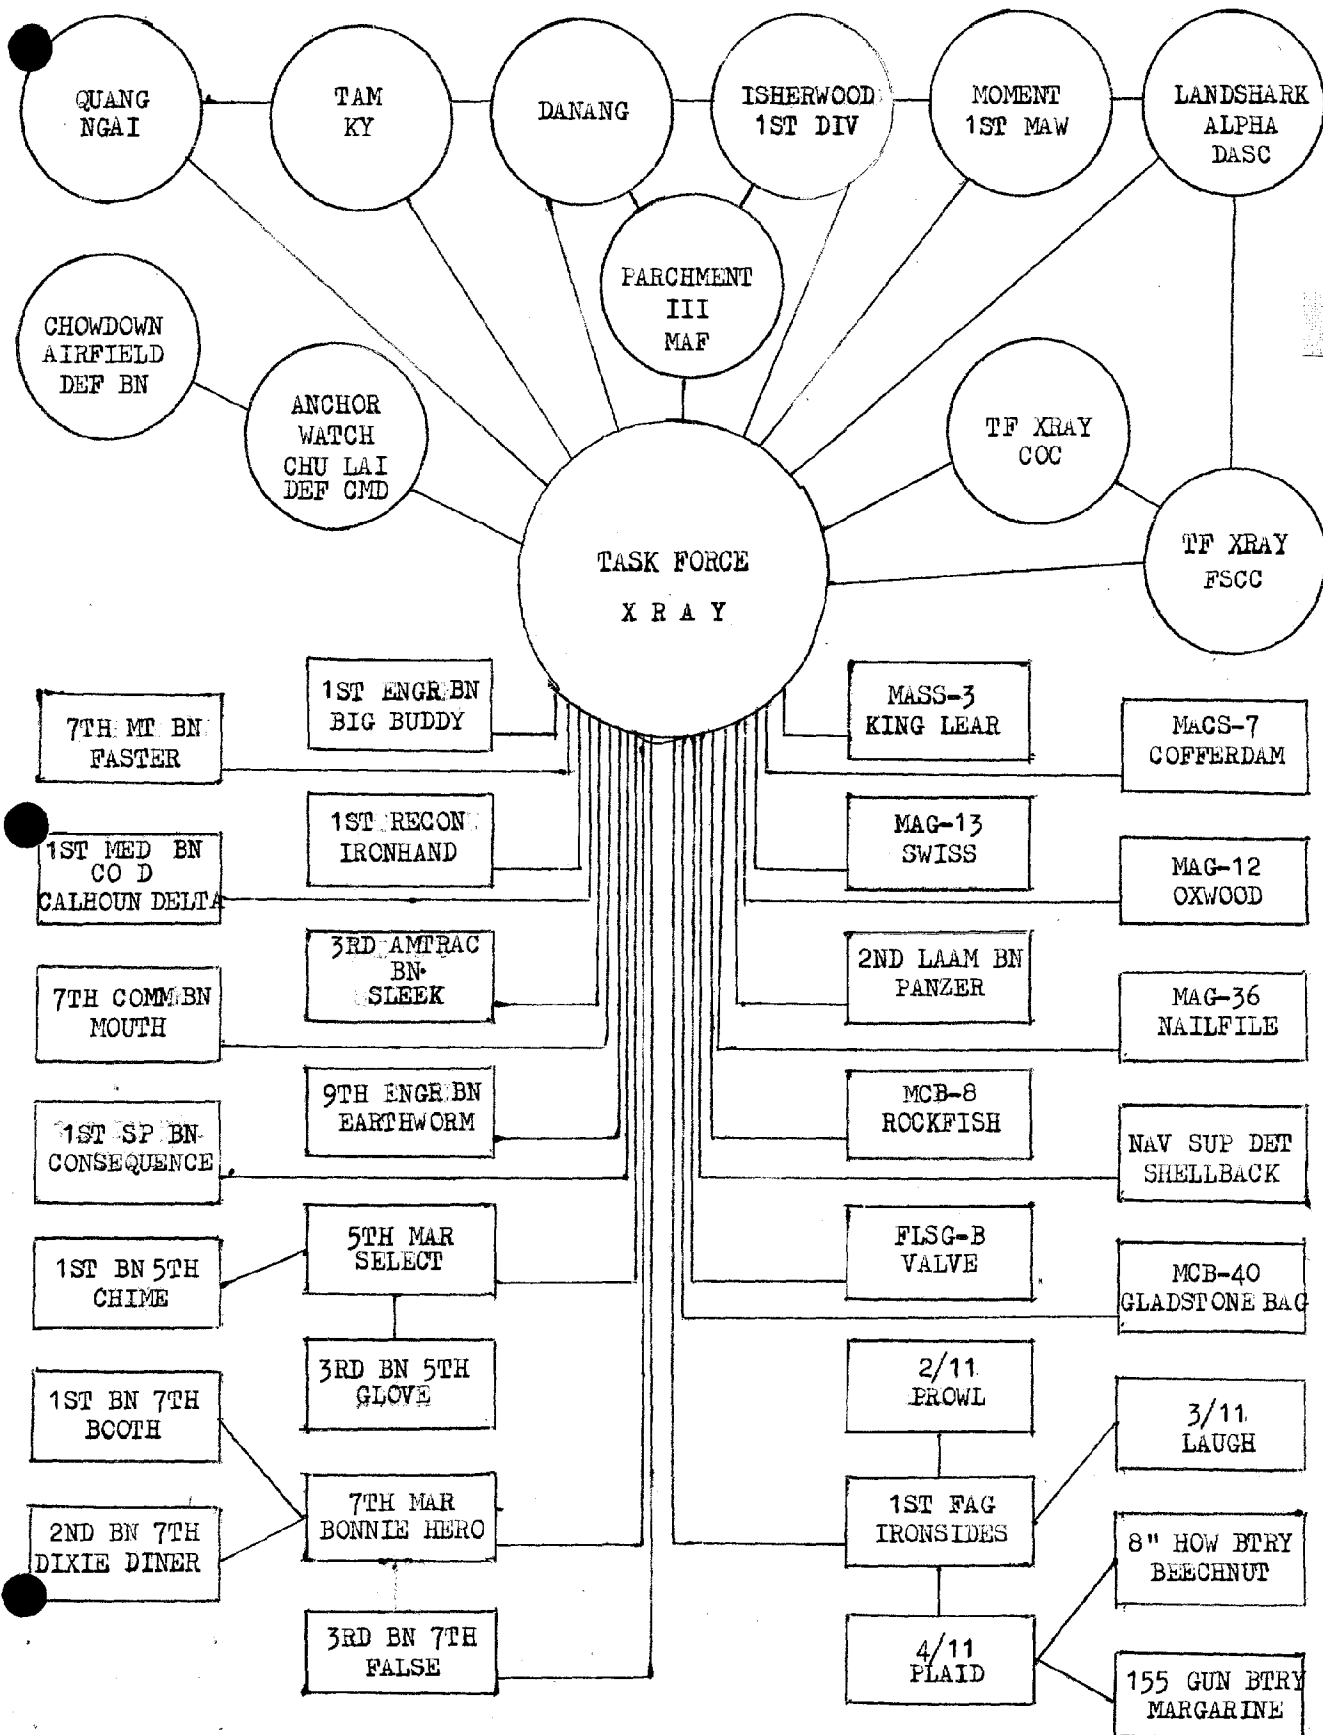 QUANG
NGAI
TAM
KY
DANANG
ISHERWOOD
1ST DIV
MOMENT
1ST MAW
LANDSHARK
ALPHA
DASC
PARCHMENT
III
MAF
CHOWDOWN
AIRFIELD
DEF BN
ANCHOR
WATCH
CHU LAI
DEF CMD
TF XRAY
COC
TF XRAY
FSCC
TASK FORCE
X R A Y
1ST ENGR BN
BIG BUDDY
7TH MT BN
FASTER
MASS-3
KING LEAR
MACS-7
COFFERDAM
1ST RECON
IRONHAND
1ST MED BN
CO D
CALHOUN DELTA
MAG-13
SWISS
MAG-12
OXWOOD
3RD AMTRAC
BN
SLEEK
7TH COMM BN
MOUTH
2ND LAAM BN
PANZER
MAG-36
NAILFILE
9TH ENGR BN
EARTHWORM
1ST SP BN
CONSEQUENCE
MCB-8
ROCKFISH
NAV SUP DET
SHELLBACK
5TH MAR
SELECT
1ST BN 5TH
CHIME
FLSG-B
VALVE
MCB-40
GLADSTONE BAG
3RD BN 5TH
GLOVE
1ST BN 7TH
BOOTH
2/11
PROWL
3/11
LAUGH
7TH MAR
BONNIE HERO
2ND BN 7TH
DIXIE DINER
1ST FAG
IRONSIDES
8" HOW BTRY
BEECHNUT
3RD BN 7TH
FALSE
4/11
PLAID
155 GUN BTRY
MARGARINE